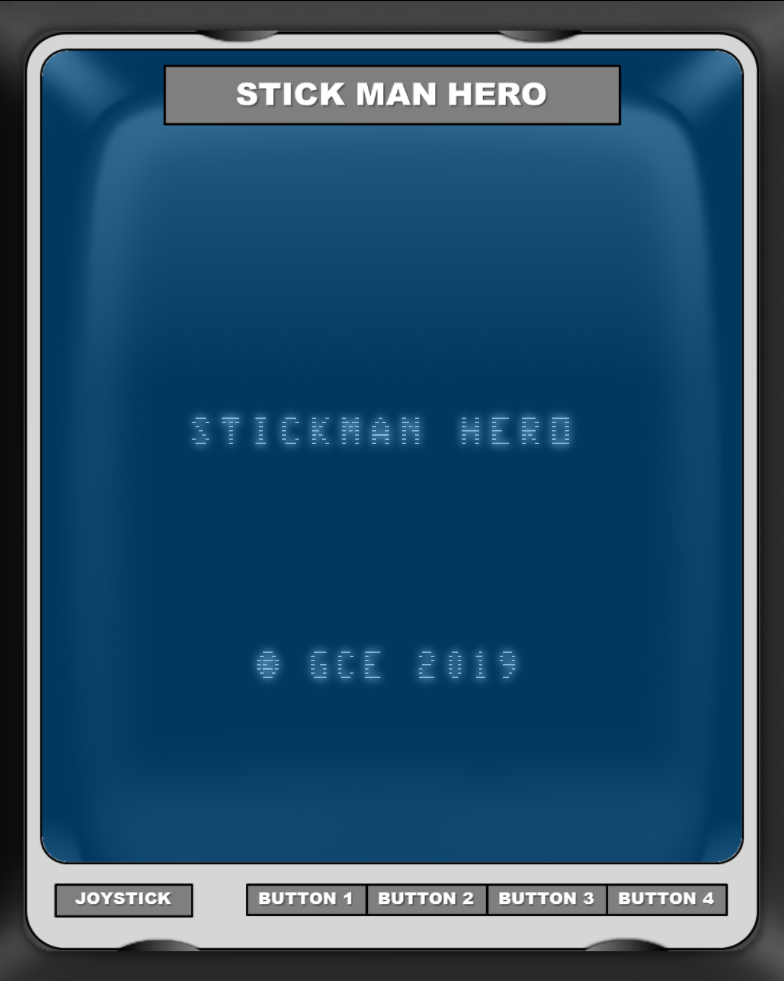 STICK MAN HERO
STICKMAN HERO
© GCE 2019
JOYSTICK BUTTON 1 BUTTON 2 BUTTON 3 BUTTON 4